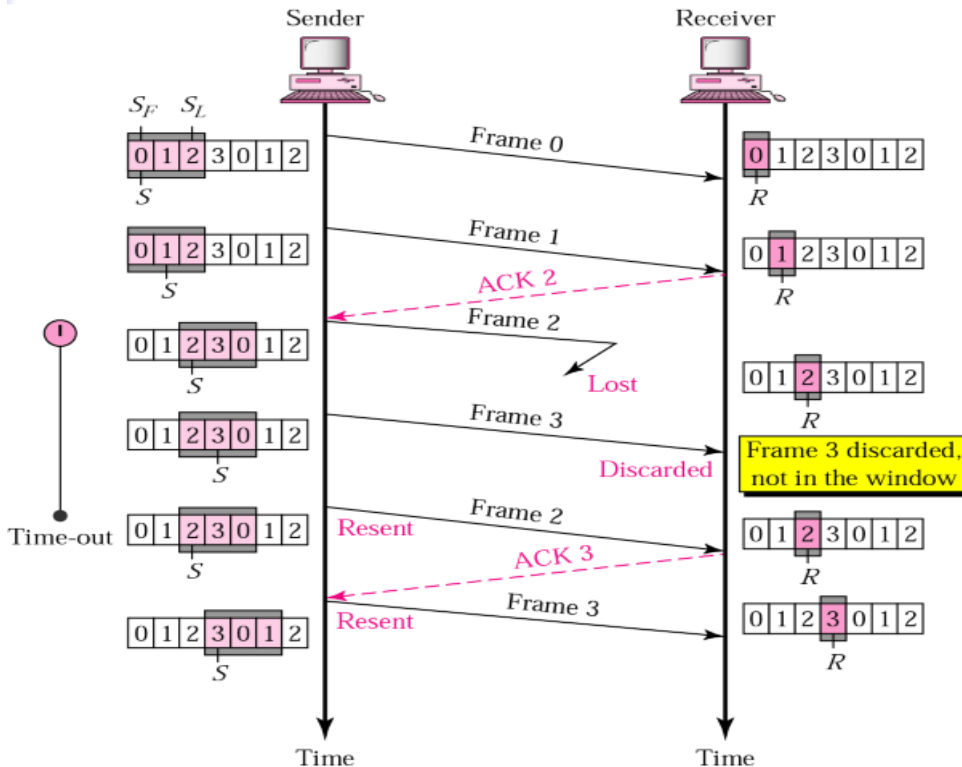 Sender Receiver
S_F S_L
Frame 0
0 1 2 3 0 1 2 0 1 2 3 0 1 2
S R
Frame 1
0 1 2 3 0 1 2 0 1 2 3 0 1 2
S R
ACK 2
Frame 2
0 1 2 3 0 1 2 0 1 2 3 0 1 2
S Lost R
Frame 3
0 1 2 3 0 1 2
S Discarded
Frame 3 discarded,
not in the window
Frame 2
Time-out 0 1 2 3 0 1 2 Resent 0 1 2 3 0 1 2
S R
ACK 3
Frame 3
0 1 2 3 0 1 2 Resent 0 1 2 3 0 1 2
S R
Time Time